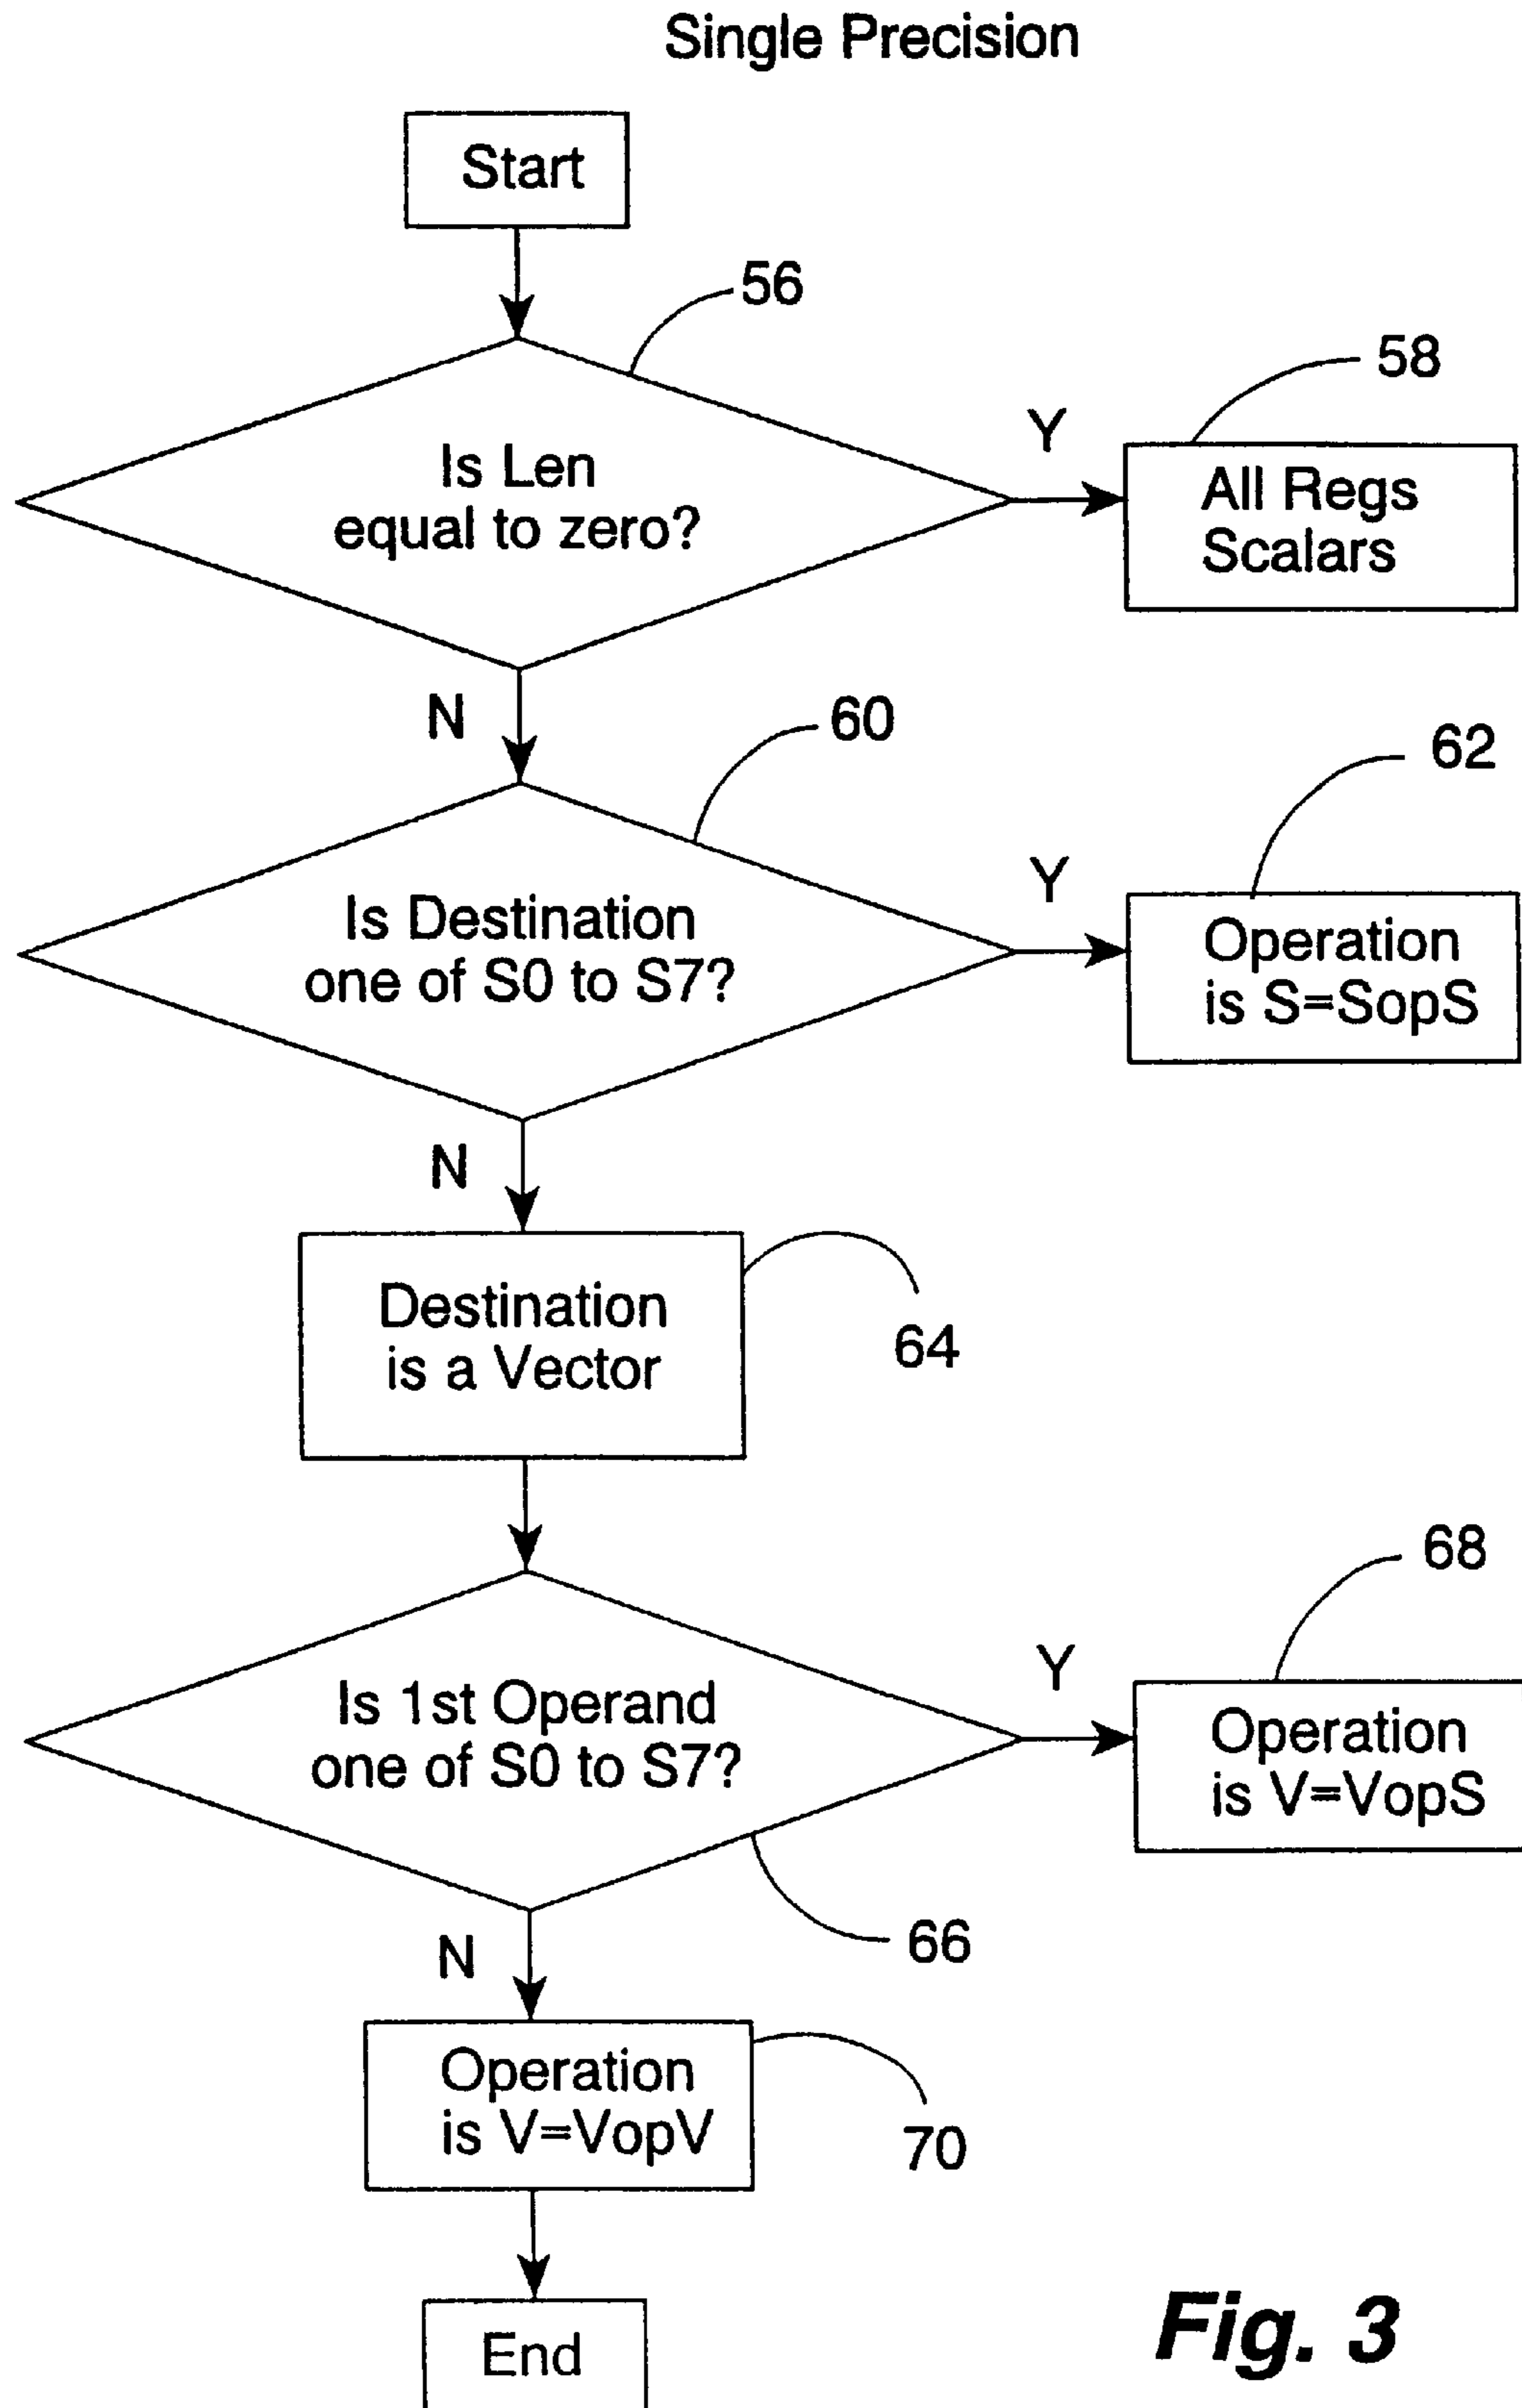 Single Precision
Start
56
Is Len
equal to zero?
Y
58
All Regs
Scalars
N
60
Is Destination
one of S0 to S7?
Y
62
Operation
is S=SopS
N
Destination
is a Vector
64
Is 1st Operand
one of S0 to S7?
Y
68
Operation
is V=VopS
66
N
Operation
is V=VopV
70
End
Fig. 3